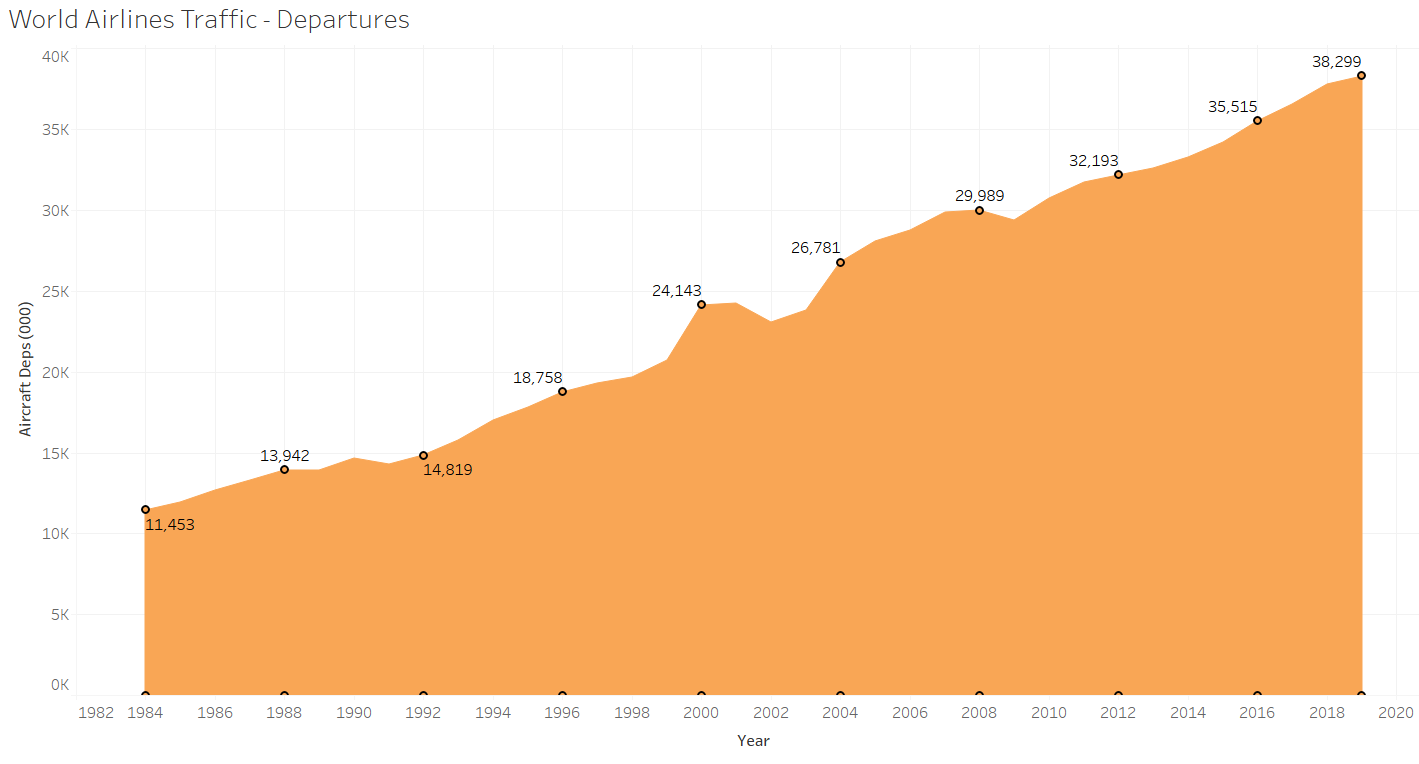 World Airlines Traffic - Departures
40K
35K
30K
25K
20K
15K
10K
5K
0K
Aircraft Deps (000)
11,453
13,942
14,819
18,758
24,143
26,781
29,989
32,193
35,515
38,299
1982 1984 1986 1988 1990 1992 1994 1996 1998 2000 2002 2004 2006 2008 2010 2012 2014 2016 2018 2020
Year